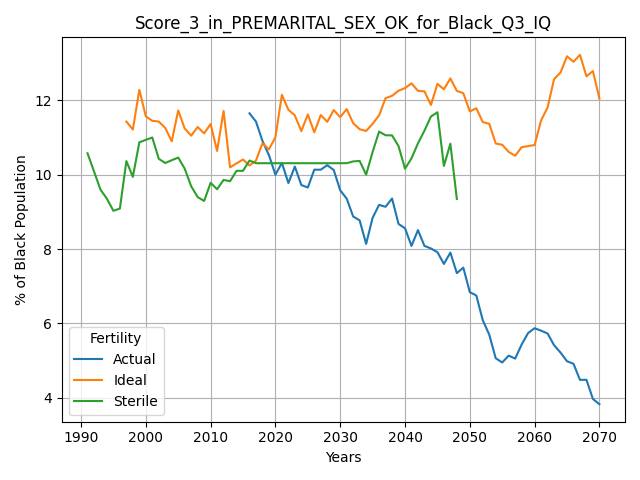 Score_3_in_PREMARITAL_SEX_OK_for_Black_Q3_IQ
% of Black Population
12
10
8
6
4
Fertility
Actual
Ideal
Sterile
1990 2000 2010 2020 2030 2040 2050 2060 2070
Years